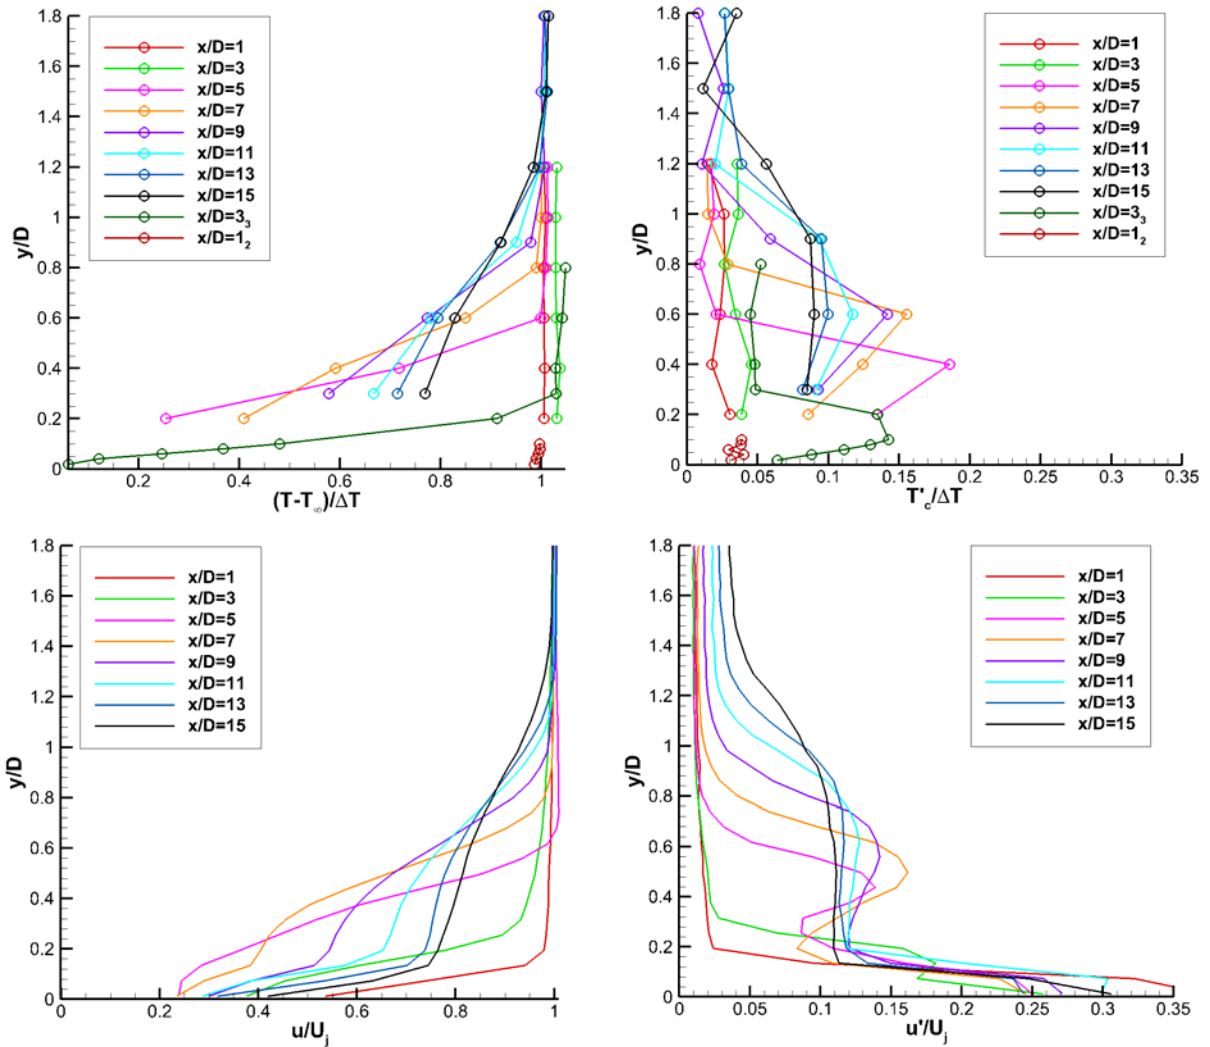 1.8
1.6
1.4
1.2
1
0.8
0.6
0.4
0.2
0
y/D
0.2
0.4
0.6
0.8
1
(T-T∞)/ΔT
x/D=1
x/D=3
x/D=5
x/D=7
x/D=9
x/D=11
x/D=13
x/D=15
x/D=3₃
x/D=1₂
1.8
1.6
1.4
1.2
1
0.8
0.6
0.4
0.2
0
y/D
0
0.05
0.1
0.15
0.2
0.25
0.3
0.35
T'c/ΔT
x/D=1
x/D=3
x/D=5
x/D=7
x/D=9
x/D=11
x/D=13
x/D=15
x/D=3₃
x/D=1₂
1.8
1.6
1.4
1.2
1
0.8
0.6
0.4
0.2
0
y/D
0
0.2
0.4
0.6
0.8
1
u/Uj
x/D=1
x/D=3
x/D=5
x/D=7
x/D=9
x/D=11
x/D=13
x/D=15
1.8
1.6
1.4
1.2
1
0.8
0.6
0.4
0.2
0
y/D
0
0.05
0.1
0.15
0.2
0.25
0.3
0.35
u'/Uj
x/D=1
x/D=3
x/D=5
x/D=7
x/D=9
x/D=11
x/D=13
x/D=15